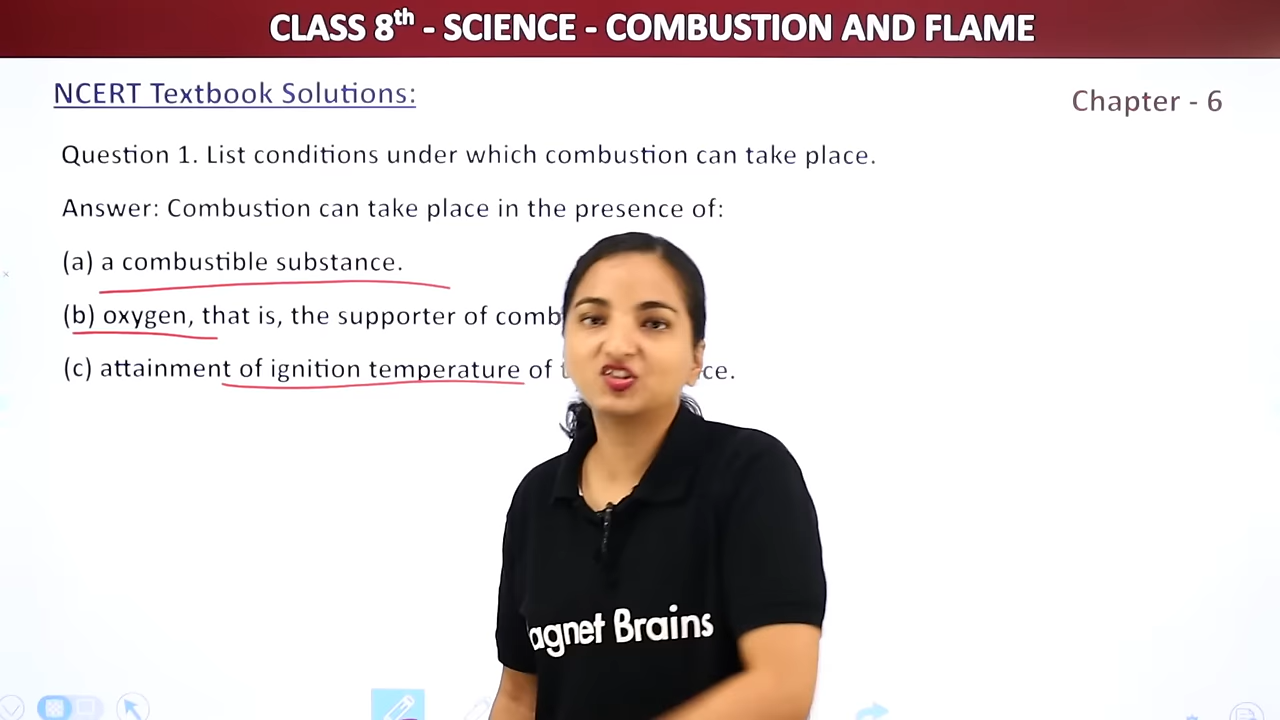 CLASS 8th - SCIENCE - COMBUSTION AND FLAME
NCERT Textbook Solutions:
Chapter - 6
Question 1. List conditions under which combustion can take place.
Answer: Combustion can take place in the presence of:
(a) a combustible substance.
(b) oxygen, that is, the supporter of comb
(c) attainment of ignition temperature of
agnet Brains